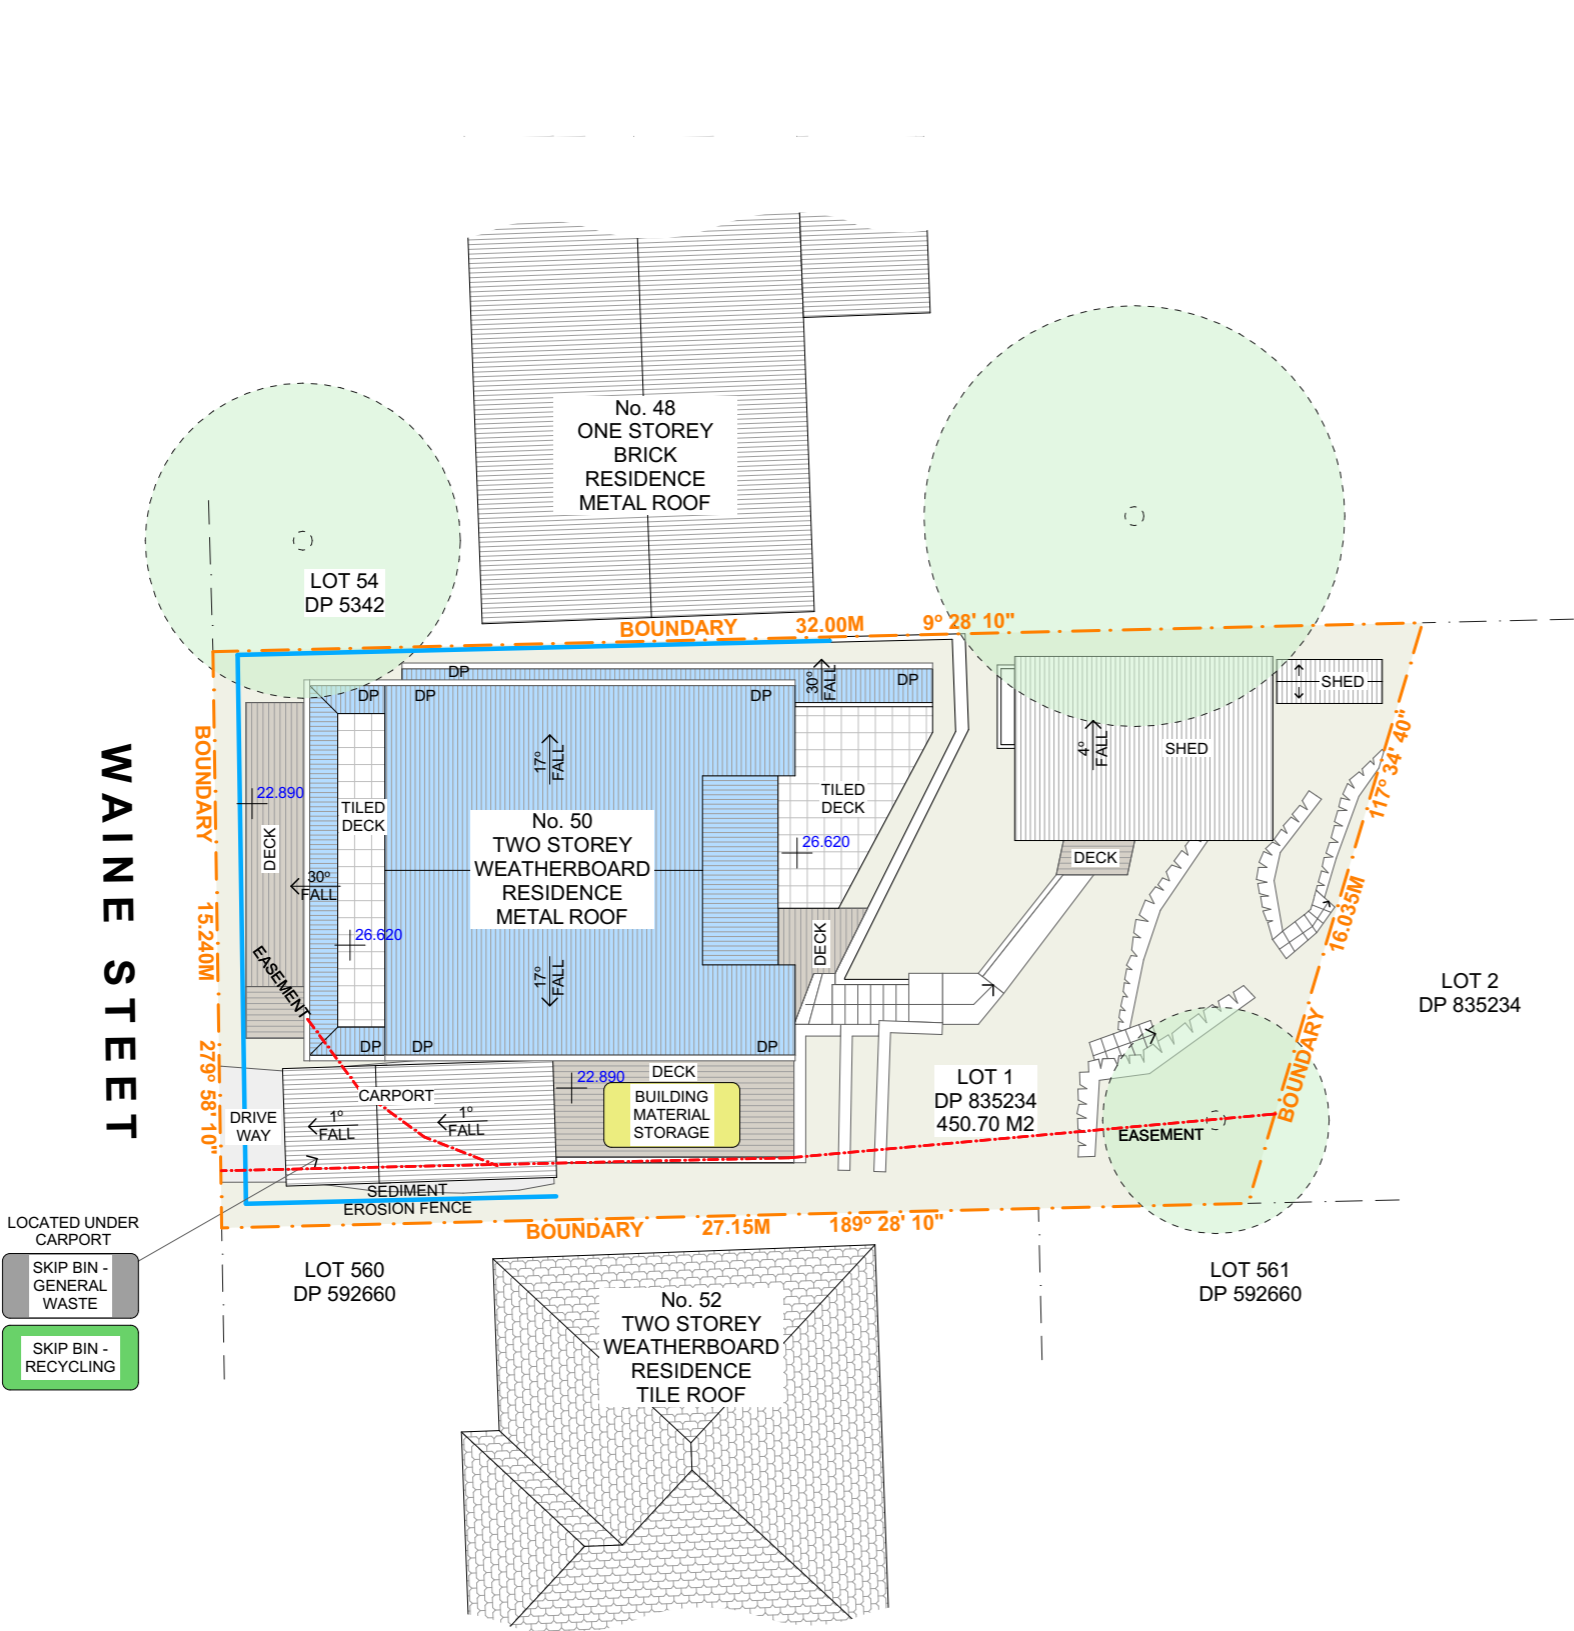 No. 48
ONE STOREY
BRICK
RESIDENCE
METAL ROOF
LOT 54
DP 5342
BOUNDARY 32.00M 9° 28' 10"
DP
DP
DP
DP
30°
FALL
DP
SHED
4°
FALL
SHED
BOUNDARY 15.240M 279° 58' 10"
WAINE STEET
22.890
DECK
TILED
DECK
17°
FALL
TILED
DECK
26.620
No. 50
TWO STOREY
WEATHERBOARD
RESIDENCE
METAL ROOF
30°
FALL
26.620
EASEMENT
17°
FALL
DECK
DECK
117° 34' 40"
16.035M
BOUNDARY
LOT 2
DP 835234
DP
DP
DP
DRIVE
WAY
CARPORT
1°
FALL
1°
FALL
22.890
DECK
BUILDING
MATERIAL
STORAGE
LOT 1
DP 835234
450.70 M2
EASEMENT
SEDIMENT
EROSION FENCE
BOUNDARY 27.15M 189° 28' 10"
LOCATED UNDER
CARPORT
SKIP BIN -
GENERAL
WASTE
SKIP BIN -
RECYCLING
LOT 560
DP 592660
LOT 561
DP 592660
No. 52
TWO STOREY
WEATHERBOARD
RESIDENCE
TILE ROOF